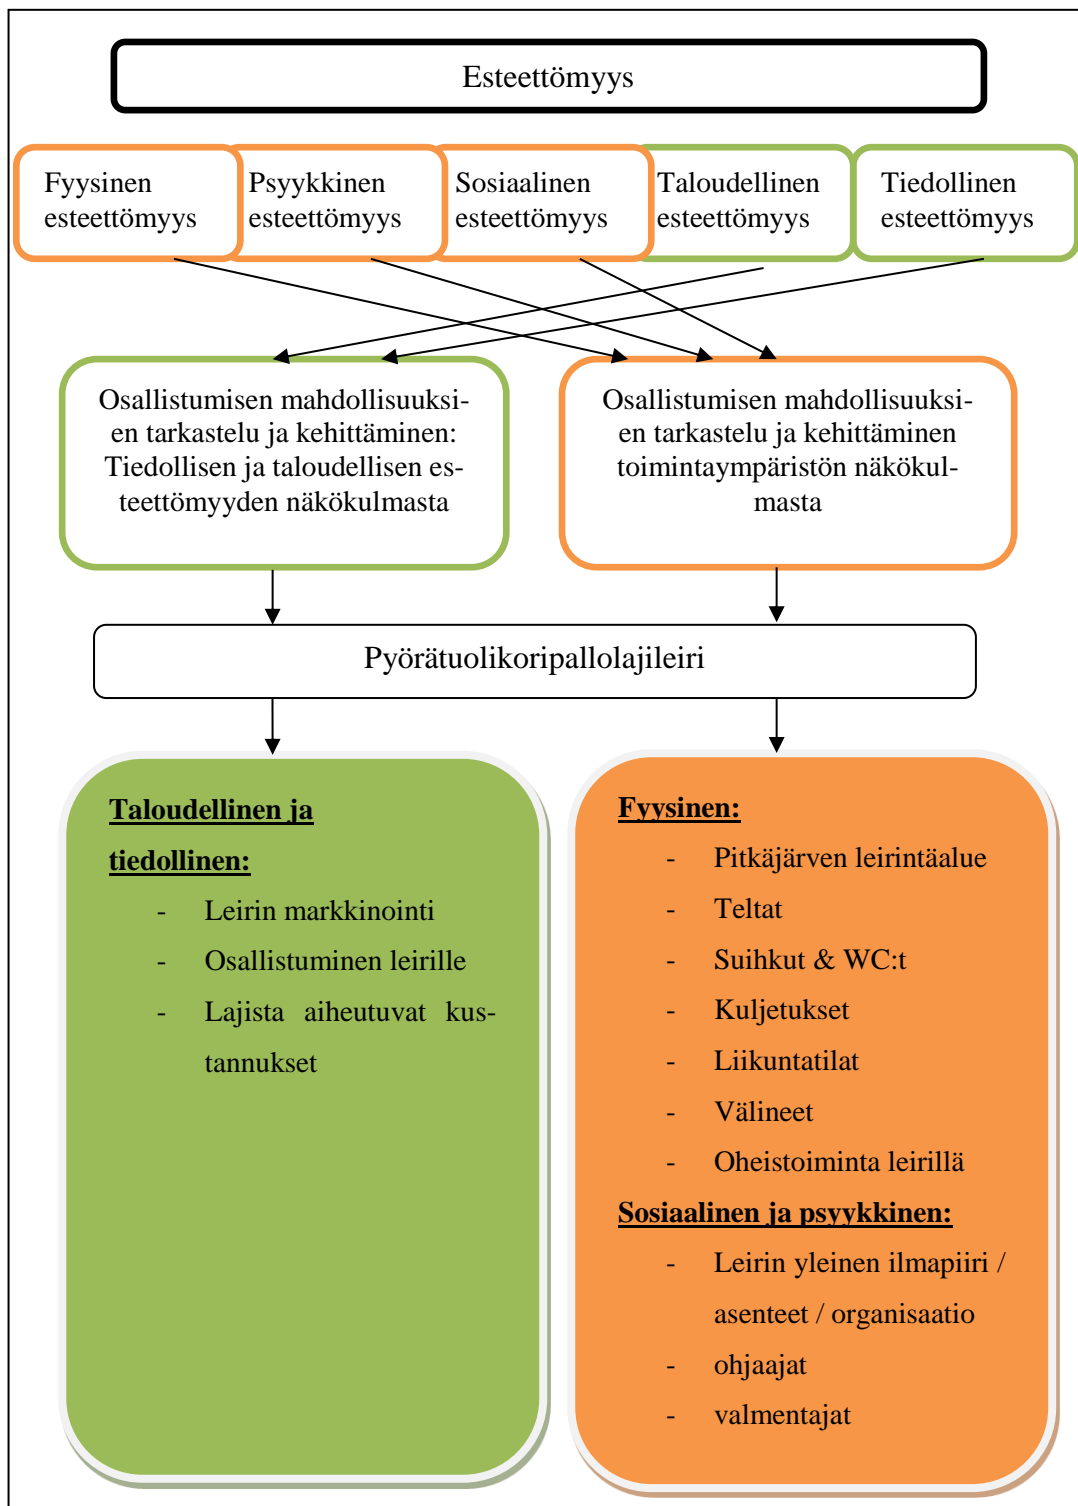 Esteettömyys
Fyysinen
esteettömyys
Psyykkinen
esteettömyys
Sosiaalinen
esteettömyys
Taloudellinen
esteettömyys
Tiedollinen
esteettömyys
Osallistumisen mahdollisuuksi-
en tarkastelu ja kehittäminen:
Tiedollisen ja taloudellisen es-
teettömyyden näkökulmasta
Osallistumisen mahdollisuuksi-
en tarkastelu ja kehittäminen
toimintaympäristön näkökul-
masta
Pyörätuolikoripallolajileiri
Taloudellinen ja
tiedollinen:
- Leirin markkinointi
- Osallistuminen leirille
- Lajista aiheutuvat kus-
tannukset
Fyysinen:
- Pitkäjärven leirintäalue
- Teltat
- Suihkut & WC:t
- Kuljetukset
- Liikuntatilat
- Välineet
- Oheistoiminta leirillä
Sosiaalinen ja psyykkinen:
- Leirin yleinen ilmapiiri /
asenteet / organisaatio
- ohjaajat
- valmentajat